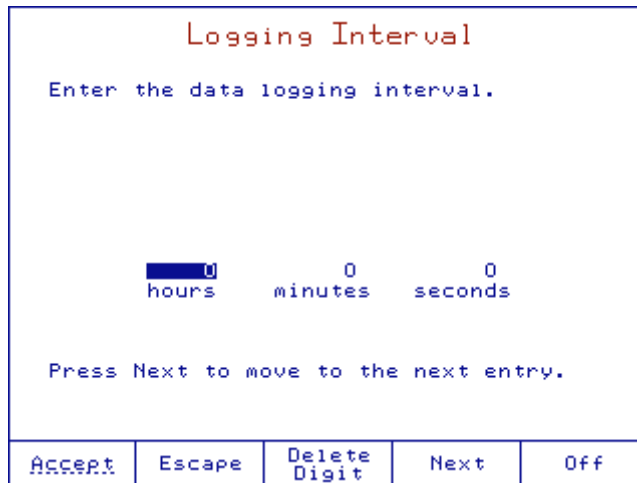 Logging Interval
Enter the data logging interval.
0 0 0
hours minutes seconds
Press Next to move to the next entry.
Accept Escape Delete Digit Next Off